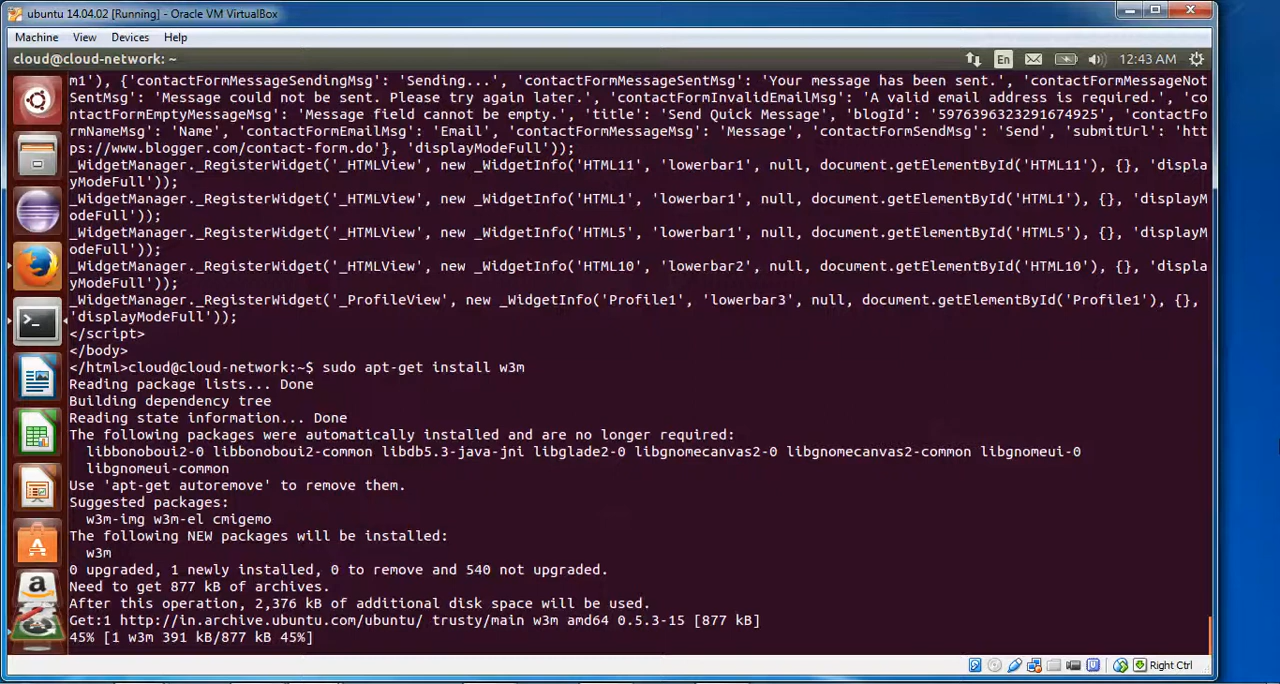 ubuntu 14.04.02 [Running] - Oracle VM VirtualBox
Machine View Devices Help
cloud@cloud-network: ~
En
12:43 AM
m1'), {'contactFormMessageSendingMsg': 'Sending...', 'contactFormMessageSentMsg': 'Your message has been sent.', 'contactFormMessageNot
SentMsg': 'Message could not be sent. Please try again later.', 'contactFormInvalidEmailMsg': 'A valid email address is required.', 'co
ntactFormEmptyMessageMsg': 'Message field cannot be empty.', 'title': 'Send Quick Message', 'blogId': '5976396323291674925', 'contactFo
rmNameMsg': 'Name', 'contactFormEmailMsg': 'Email', 'contactFormMessageMsg': 'Message', 'contactFormSendMsg': 'Send', 'submitUrl': 'htt
ps://www.blogger.com/contact-form.do'}, 'displayModeFull'));
_WidgetManager._RegisterWidget('_HTMLView', new _WidgetInfo('HTML11', 'lowerbar1', null, document.getElementById('HTML11'), {}, 'displa
yModeFull'));
_WidgetManager._RegisterWidget('_HTMLView', new _WidgetInfo('HTML1', 'lowerbar1', null, document.getElementById('HTML1'), {}, 'displayM
odeFull'));
_WidgetManager._RegisterWidget('_HTMLView', new _WidgetInfo('HTML5', 'lowerbar1', null, document.getElementById('HTML5'), {}, 'displayM
odeFull'));
_WidgetManager._RegisterWidget('_HTMLView', new _WidgetInfo('HTML10', 'lowerbar2', null, document.getElementById('HTML10'), {}, 'displa
yModeFull'));
_WidgetManager._RegisterWidget('_ProfileView', new _WidgetInfo('Profile1', 'lowerbar3', null, document.getElementById('Profile1'), {},
'displayModeFull'));
</script>
</body>
</html>cloud@cloud-network:~$ sudo apt-get install w3m
Reading package lists... Done
Building dependency tree
Reading state information... Done
The following packages were automatically installed and are no longer required:
libbonoboui2-0 libbonoboui2-common libdb5.3-java-jni libglade2-0 libgnomecanvas2-0 libgnomecanvas2-common libgnomeui-0
libgnomeui-common
Use 'apt-get autoremove' to remove them.
Suggested packages:
w3m-img w3m-el cmigemo
The following NEW packages will be installed:
w3m
0 upgraded, 1 newly installed, 0 to remove and 540 not upgraded.
Need to get 877 kB of archives.
After this operation, 2,376 kB of additional disk space will be used.
Get:1 http://in.archive.ubuntu.com/ubuntu/ trusty/main w3m amd64 0.5.3-15 [877 kB]
45% [1 w3m 391 kB/877 kB 45%]
Right Ctrl